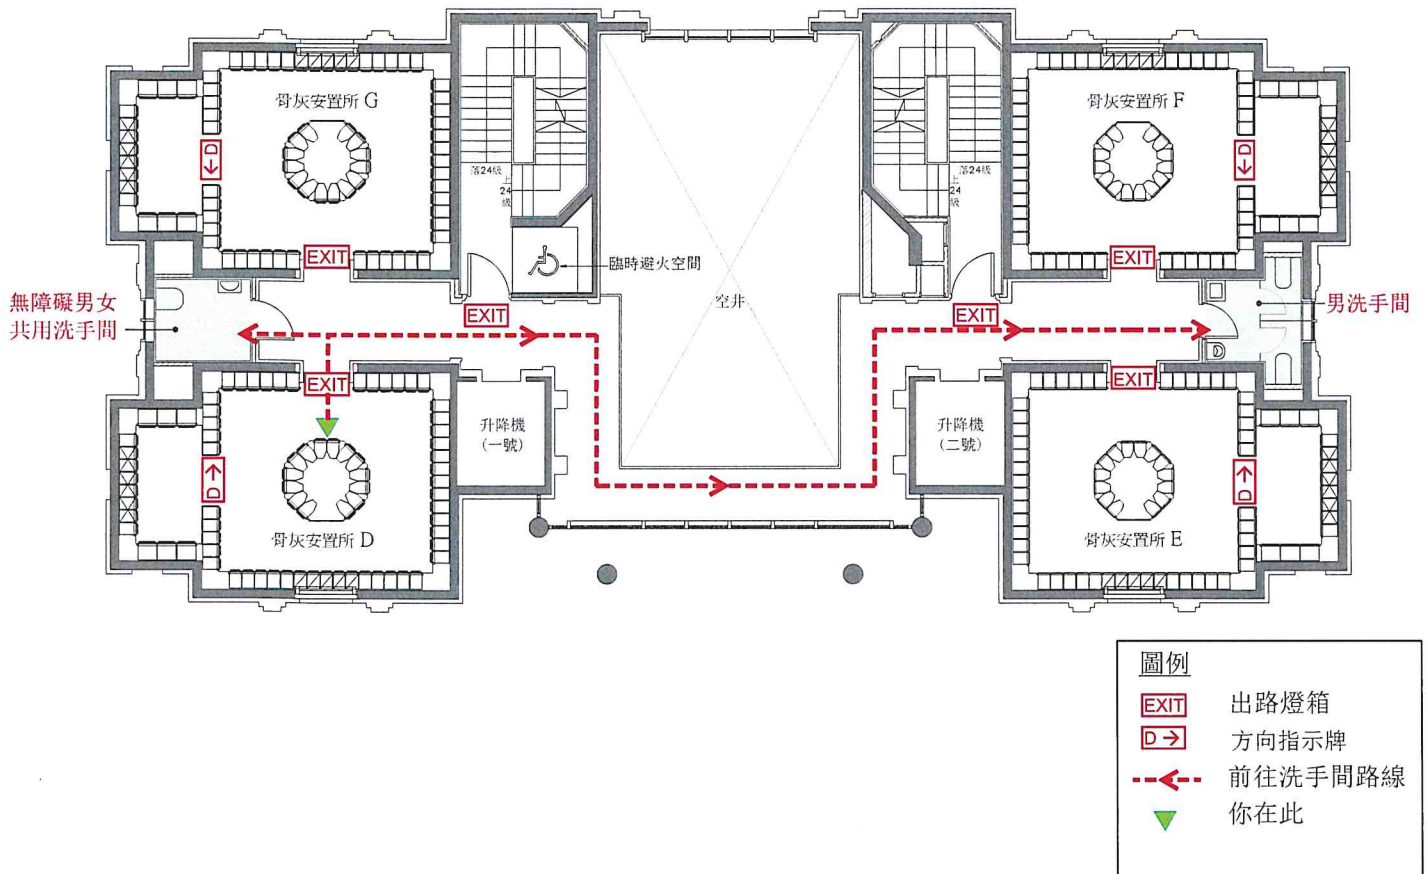 骨灰安置所 G
骨灰安置所 F
D→
D→
落24級
上
24
級
落24級
上
24
級
EXIT
EXIT
臨時避火空間
空井
無障礙男女
共用洗手間
男洗手間
EXIT
EXIT
EXIT
EXIT
升降機
(一號)
升降機
(二號)
D→
D→
骨灰安置所 D
骨灰安置所 E
圖例
EXIT 出路燈箱
D→ 方向指示牌
前往洗手間路線
你在此